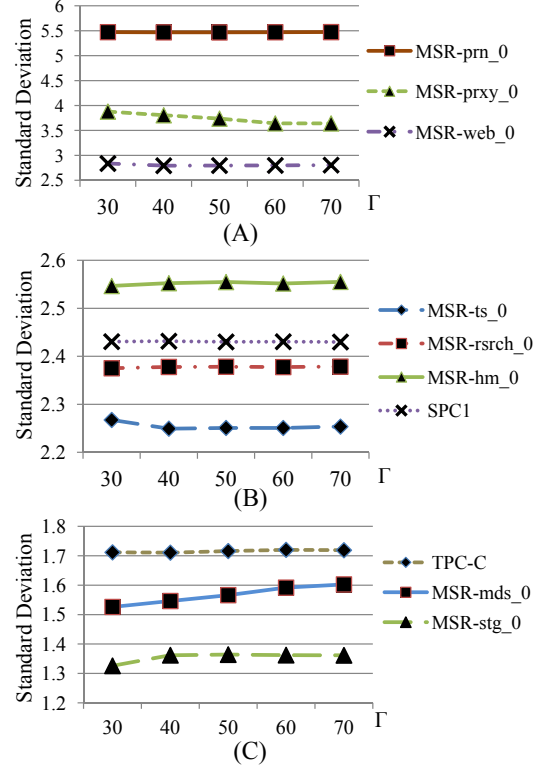 Standard Deviation
6
5.5
5
4.5
4
3.5
3
2.5
30 40 50 60 70 Γ
MSR-prn_0
MSR-prxy_0
MSR-web_0
(A)
Standard Deviation
2.6
2.5
2.4
2.3
2.2
30 40 50 60 70 Γ
MSR-ts_0
MSR-rsrch_0
MSR-hm_0
SPC1
(B)
Standard Deviation
1.8
1.7
1.6
1.5
1.4
1.3
1.2
30 40 50 60 70 Γ
TPC-C
MSR-mds_0
MSR-stg_0
(C)